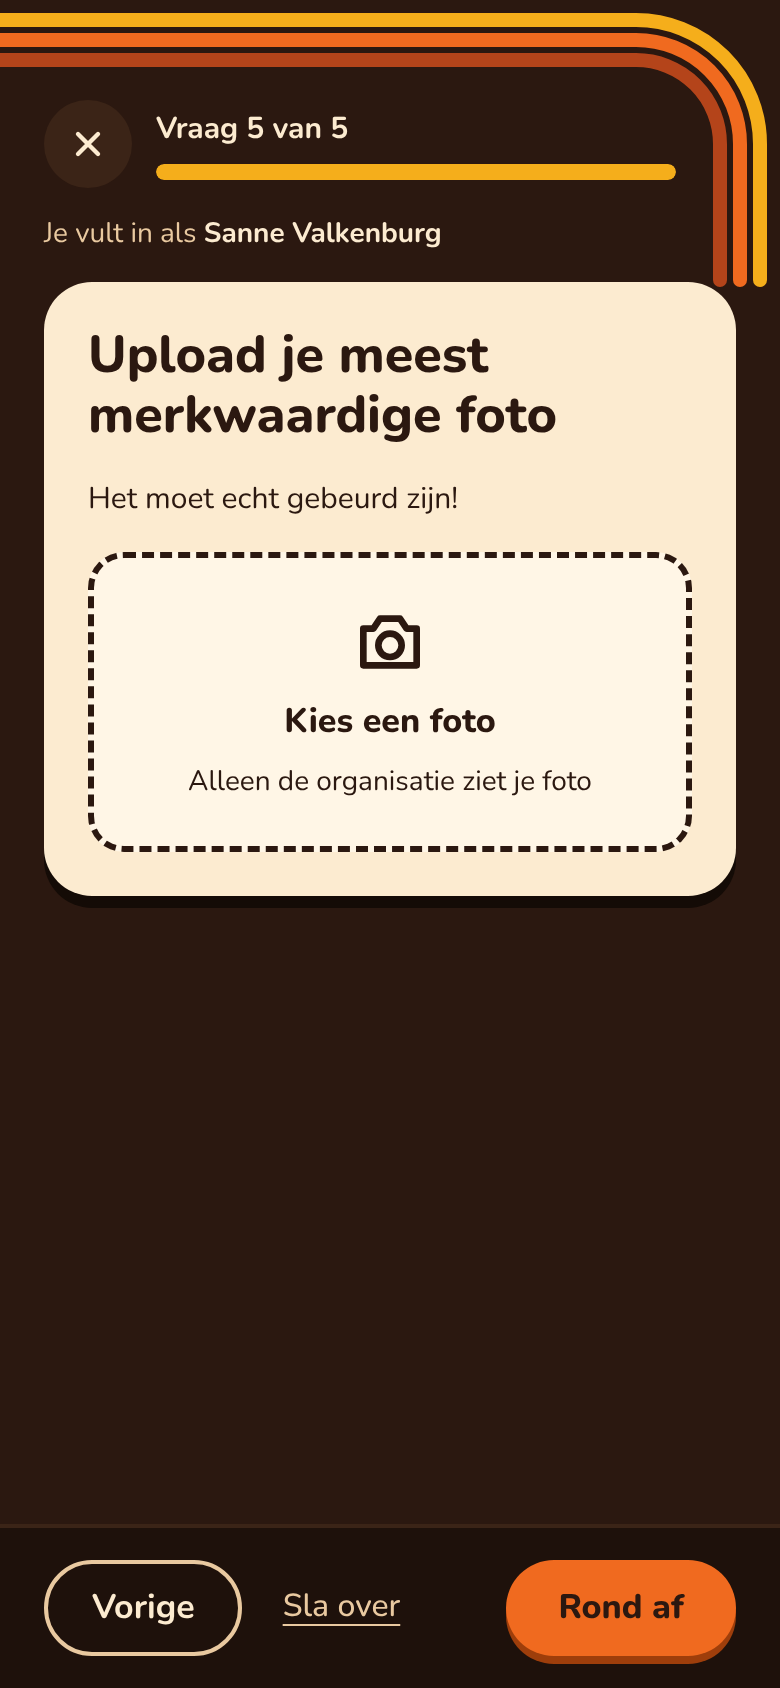 Vraag 5 van 5
Je vult in als Sanne Valkenburg
Upload je meest
merkwaardige foto
Het moet echt gebeurd zijn!
Kies een foto
Alleen de organisatie ziet je foto
Vorige
Sla over
Rond af